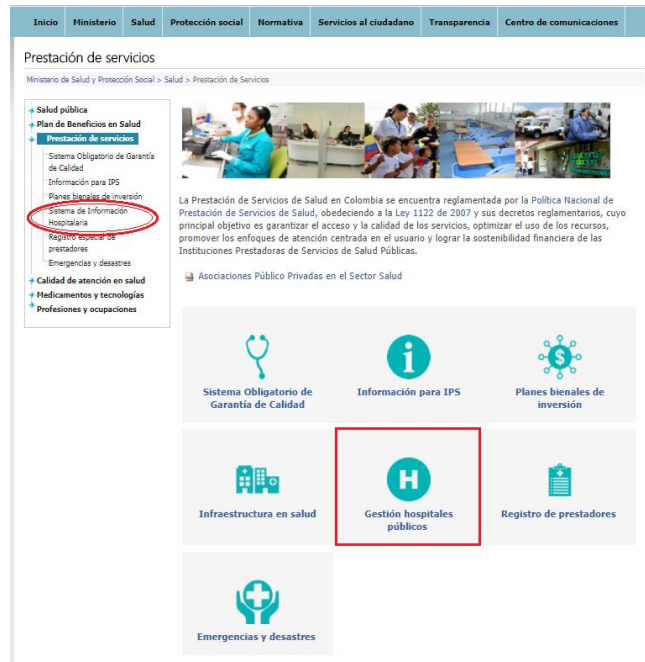 Inicio Ministerio Salud Protección social Normativa Servicios al ciudadano Transparencia Centro de comunicaciones
Prestación de servicios
Ministerio de Salud y Protección Social > Salud > Prestación de Servicios
Salud pública
Plan de Beneficios en Salud
Prestación de servicios
Sistema Obligatorio de Garantía
de Calidad
Información para IPS
Planes bienales de inversión
Sistema de Información
Hospitalaria
Registro especial de
prestadores
Emergencias y desastres
Calidad de atención en salud
Medicamentos y tecnologías
Profesiones y ocupaciones
La Prestación de Servicios de Salud en Colombia se encuentra reglamentada por la Política Nacional de
Prestación de Servicios de Salud, obedeciendo a la Ley 1122 de 2007 y sus decretos reglamentarios, cuyo
principal objetivo es garantizar el acceso y la calidad de los servicios, optimizar el uso de los recursos,
promover los enfoques de atención centrada en el usuario y lograr la sostenibilidad financiera de las
Instituciones Prestadoras de Servicios de Salud Públicas.
Asociaciones Público Privadas en el Sector Salud
Sistema Obligatorio de
Garantía de Calidad
Información para IPS
Planes bienales de
inversión
H
Infraestructura en salud
Gestión hospitales
públicos
Registro de prestadores
Emergencias y desastres